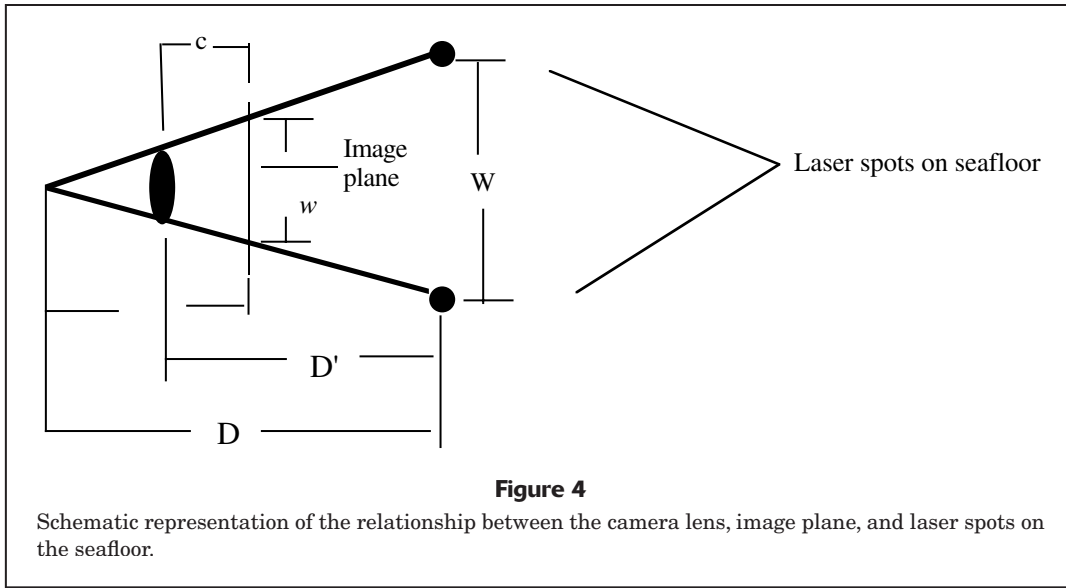 c
Image
plane
w
W
Laser spots on seafloor
D'
D
Figure 4
Schematic representation of the relationship between the camera lens, image plane, and laser spots on
the seafloor.